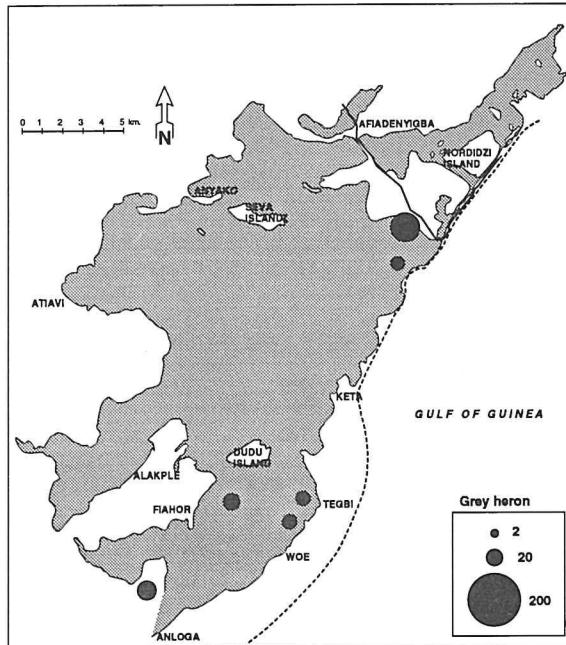 0 1 2 3 4 5 km.
N
AFIADENYIGBA
NORDIDZI
ISLAND
ANYAKO
SEVA
ISLAND
ATIAVI
KETA
GULF OF GUINEA
DUDU
ISLAND
ALAKPLE
FIAHOR
TEGBI
WOE
ANLOGA
Grey heron
2
20
200